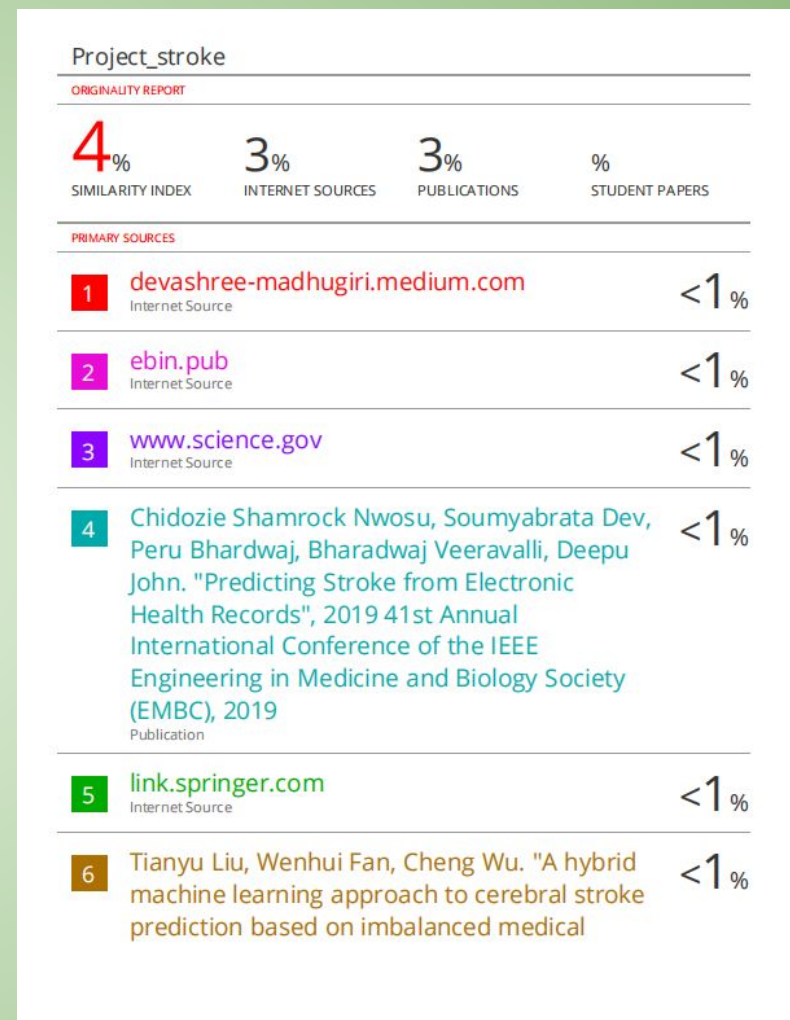 Project_stroke
ORIGINALITY REPORT
4% 3% 3% %
SIMILARITY INDEX INTERNET SOURCES PUBLICATIONS STUDENT PAPERS
PRIMARY SOURCES
1 devashree-madhugiri.medium.com <1%
Internet Source
2 ebin.pub <1%
Internet Source
3 www.science.gov <1%
Internet Source
4 Chidozie Shamrock Nwosu, Soumyabrata Dev, <1%
Peru Bhardwaj, Bharadwaj Veeravalli, Deepu
John. "Predicting Stroke from Electronic
Health Records", 2019 41st Annual
International Conference of the IEEE
Engineering in Medicine and Biology Society
(EMBC), 2019
Publication
5 link.springer.com <1%
Internet Source
6 Tianyu Liu, Wenhui Fan, Cheng Wu. "A hybrid <1%
machine learning approach to cerebral stroke
prediction based on imbalanced medical